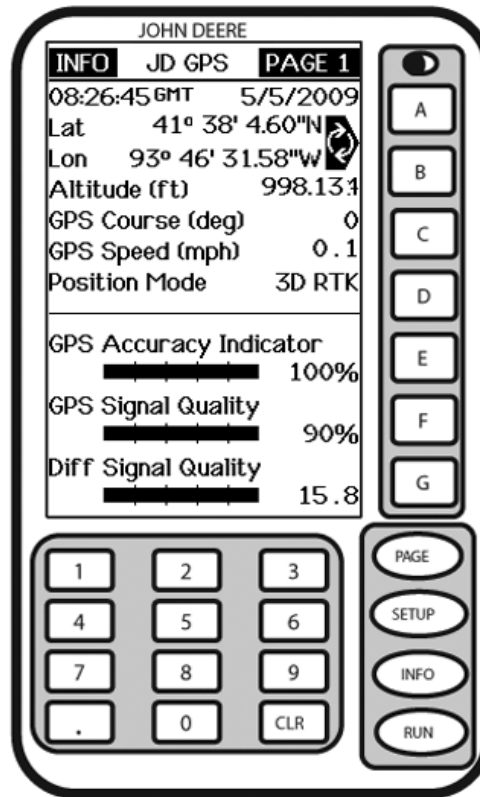 JOHN DEERE
INFO JD GPS PAGE 1
08:26:45 GMT 5/5/2009
Lat 41º 38' 4.60"N
Lon 93º 46' 31.58"W
Altitude (ft) 998.131
GPS Course (deg) 0
GPS Speed (mph) 0.1
Position Mode 3D RTK
GPS Accuracy Indicator
100%
GPS Signal Quality
90%
Diff Signal Quality
15.8
A
B
C
D
E
F
G
1 2 3
4 5 6
7 8 9
. 0 CLR
PAGE
SETUP
INFO
RUN